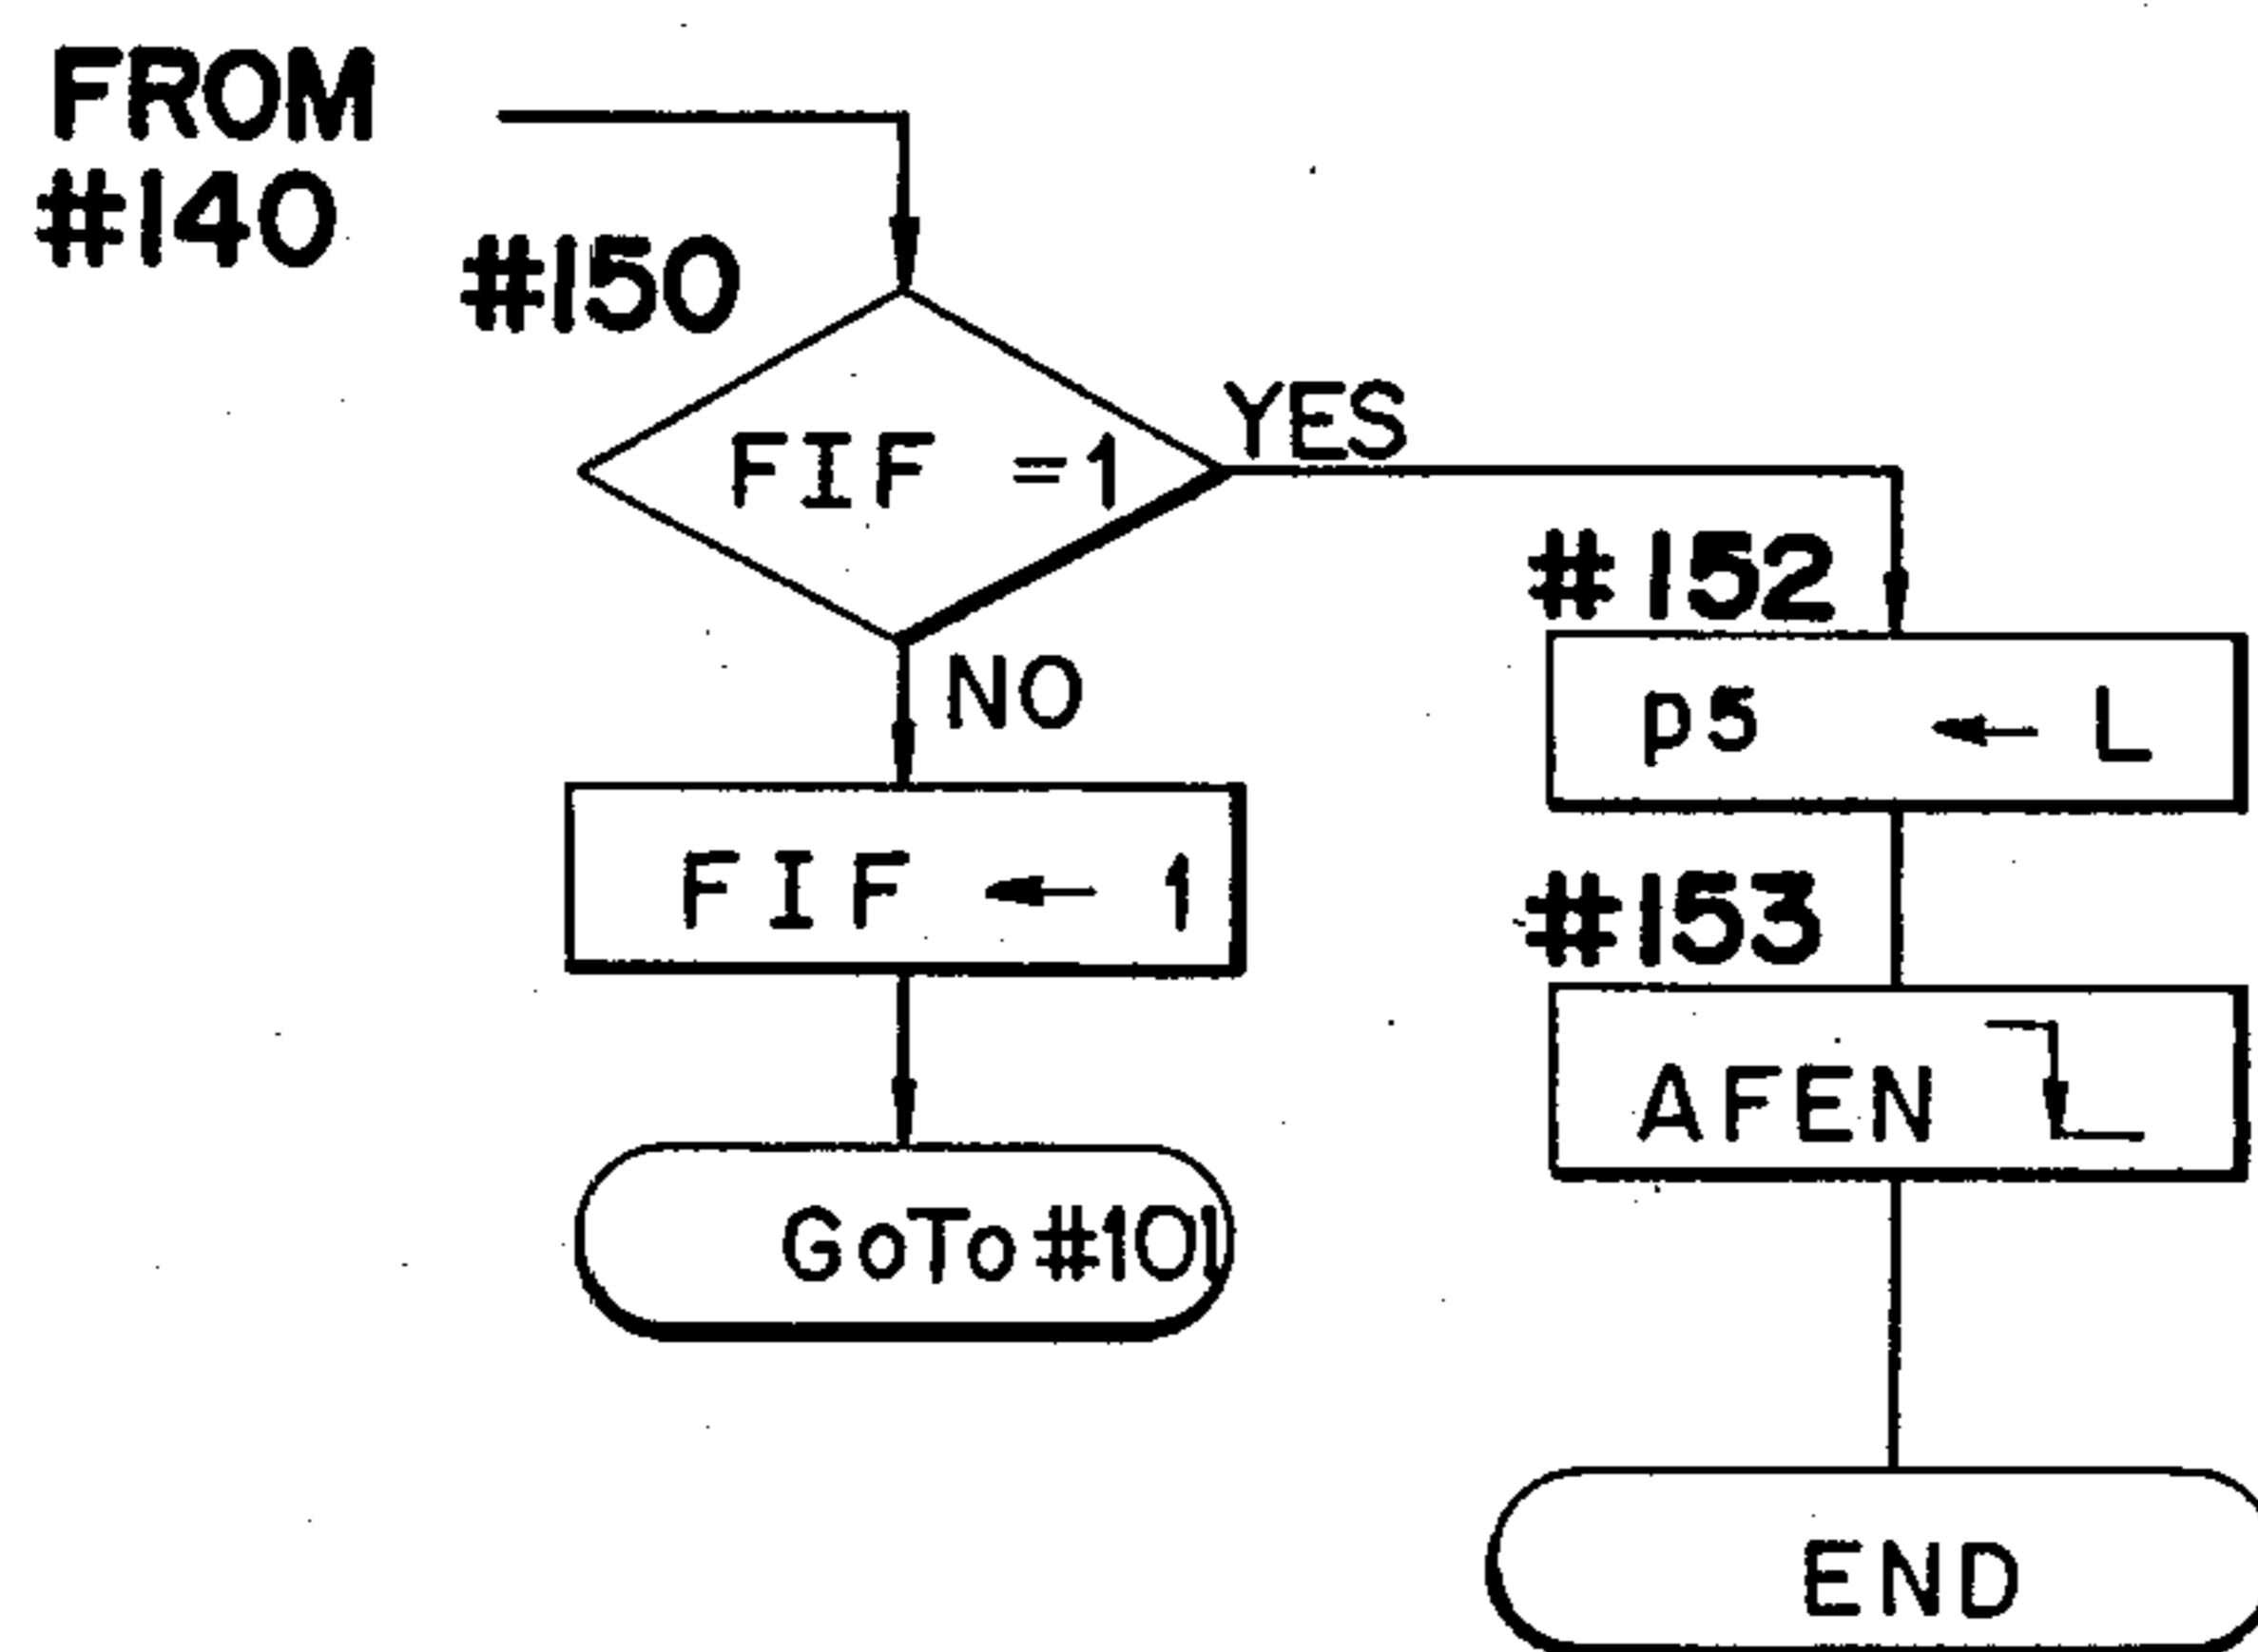 FROM
#140
#150
FIF =1
YES
NO
FIF ← 1
GoTo #101
#152
p5 ← L
#153
AFEN
END